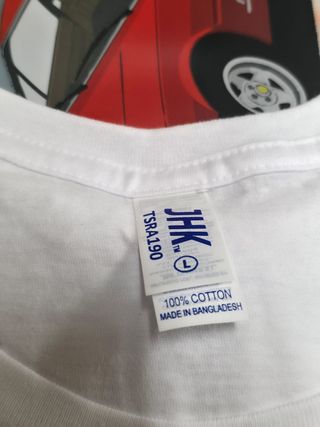 JHK™
TSRA190
L
100% COTTON
MADE IN BANGLADESH